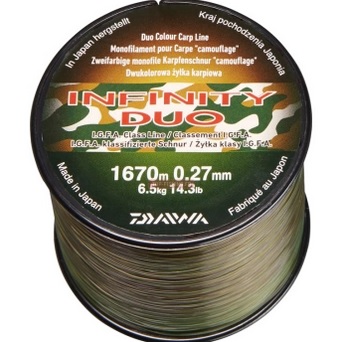 In Japan hergestellt
Kraj pochodzenia Japonia
Duo Colour Carp Line
Monofilament pour Carpe "camouflage"
Zweifarbige monofile Karpfenschnur "camouflage"
Dwukolorowa żyłka karpiowa
INFINITY
DUO
I.G.F.A. Class Line / Classement I.G.F.A.
I.G.F.A. klassifizierte Schnur / Żyłka klasy I.G.F.A.
1670m 0.27mm
6.5kg 14.3lb
DAIWA
Made in Japan
Fabriqué au Japon